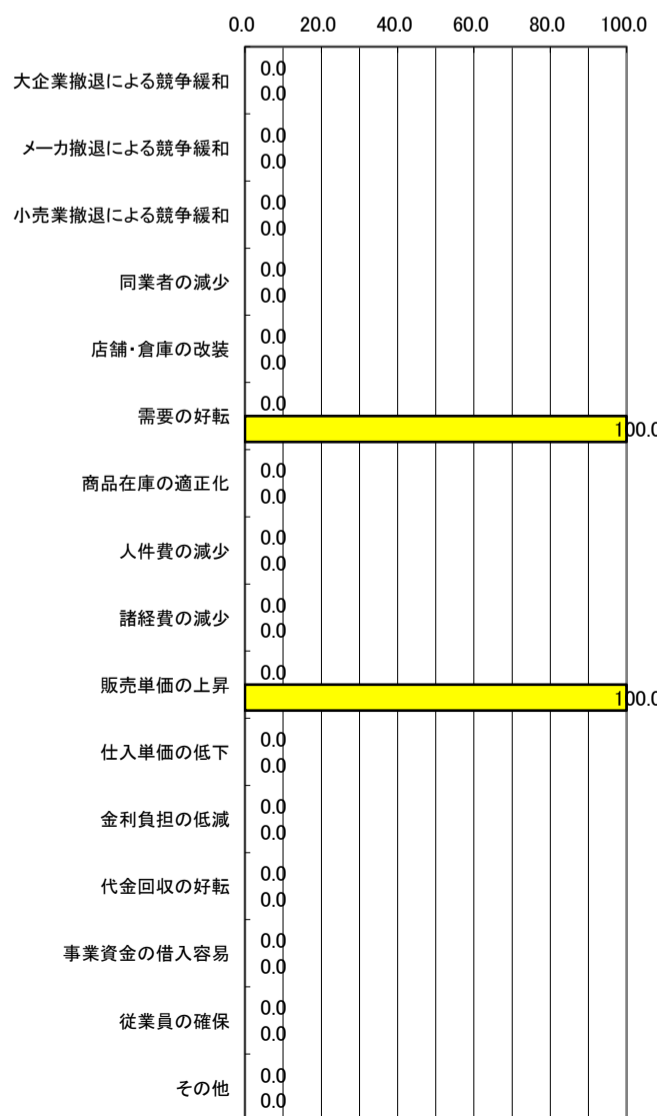 0.0 20.0 40.0 60.0 80.0 100.0
0.0
大企業撤退による競争緩和
0.0
0.0
メーカ撤退による競争緩和
0.0
0.0
小売業撤退による競争緩和
0.0
0.0
同業者の減少
0.0
0.0
店舗・倉庫の改装
0.0
0.0
需要の好転
100.0
0.0
商品在庫の適正化
0.0
0.0
人件費の減少
0.0
0.0
諸経費の減少
0.0
0.0
販売単価の上昇
100.0
0.0
仕入単価の低下
0.0
0.0
金利負担の低減
0.0
0.0
代金回収の好転
0.0
0.0
事業資金の借入容易
0.0
0.0
従業員の確保
0.0
0.0
その他
0.0